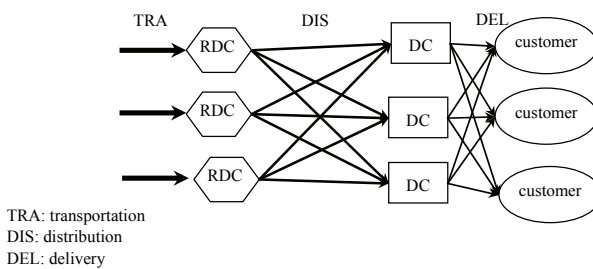 TRA DIS DEL
RDC DC customer
RDC DC customer
RDC DC customer
TRA: transportation
DIS: distribution
DEL: delivery